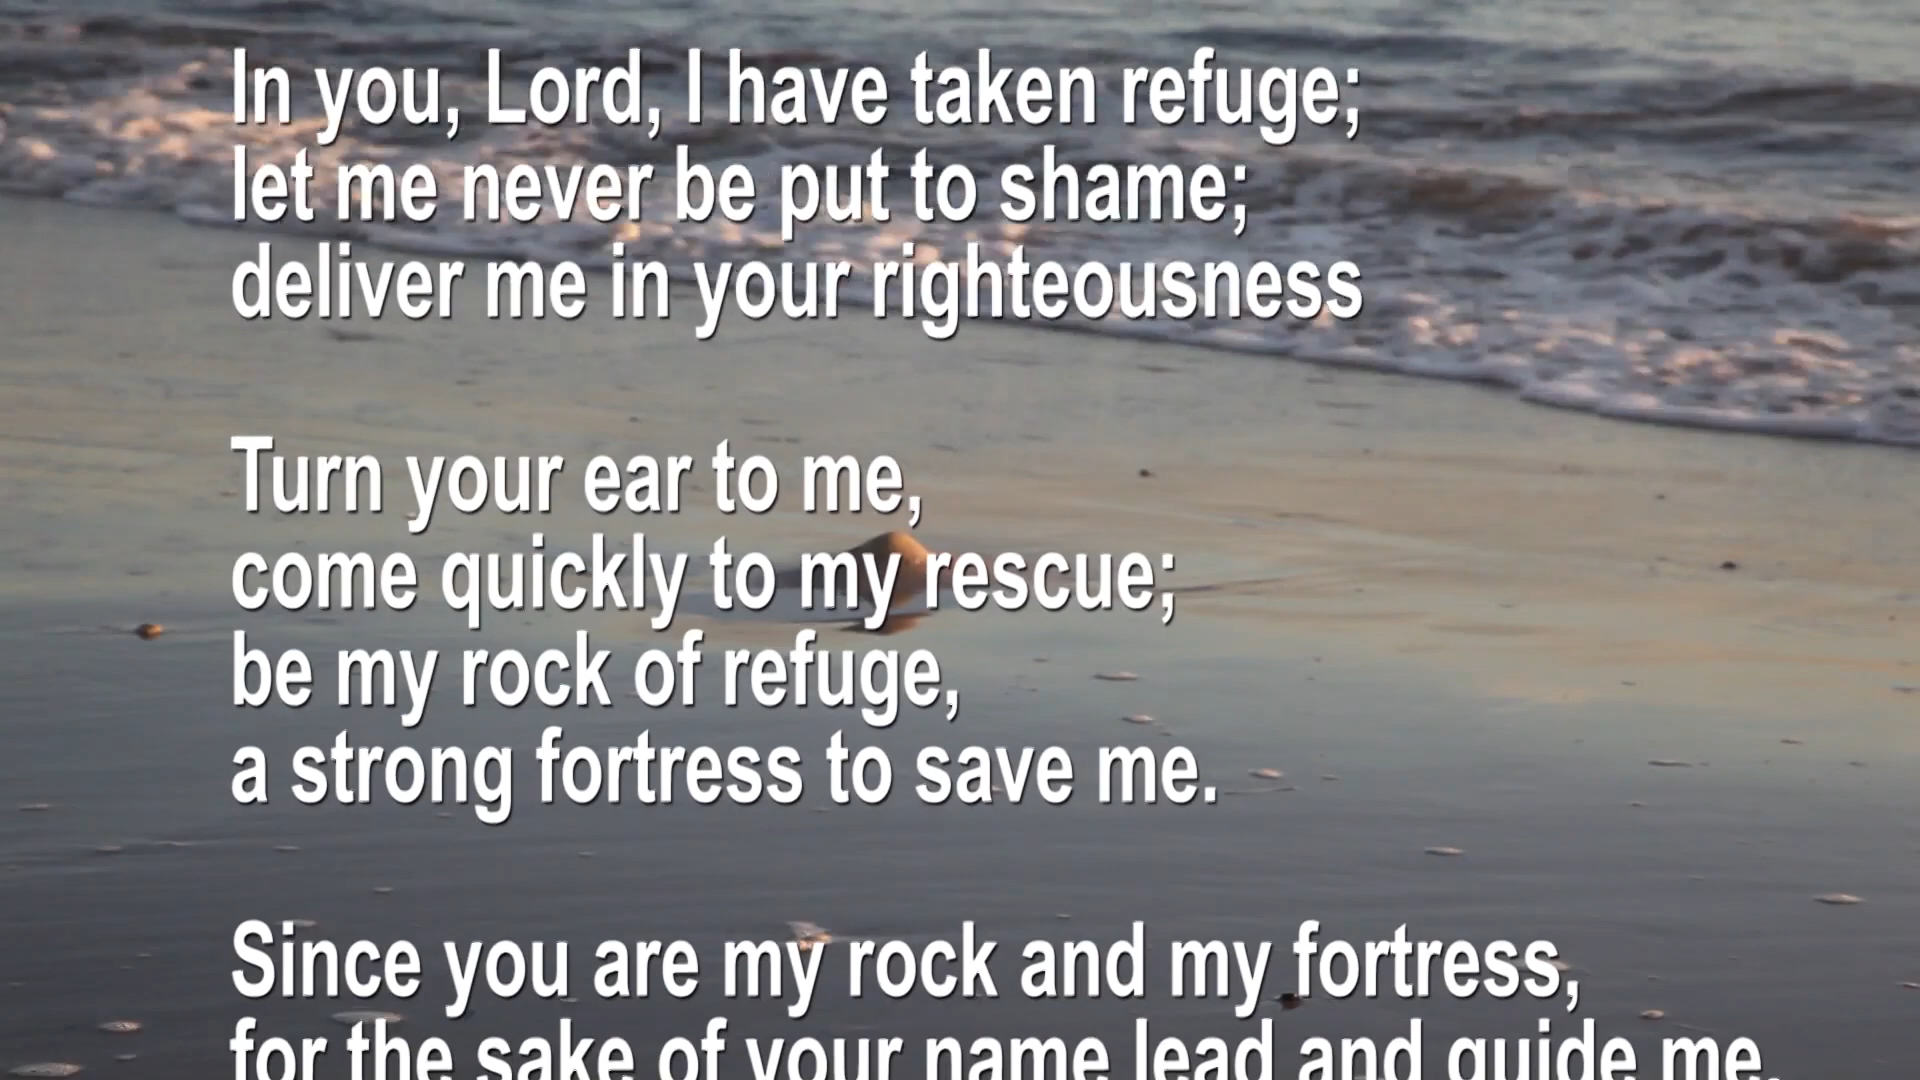 In you, Lord, I have taken refuge;
let me never be put to shame;
deliver me in your righteousness
Turn your ear to me,
come quickly to my rescue;
be my rock of refuge,
a strong fortress to save me.
Since you are my rock and my fortress,
for the sake of your name lead and guide me.